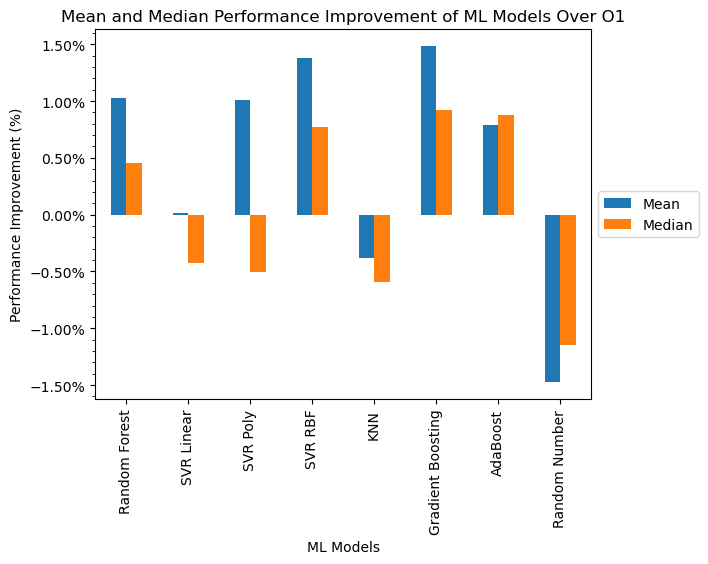 Mean and Median Performance Improvement of ML Models Over O1
Performance Improvement (%)
1.50%
1.00%
0.50%
0.00%
−0.50%
−1.00%
−1.50%
Mean
Median
Random Forest
SVR Linear
SVR Poly
SVR RBF
KNN
Gradient Boosting
AdaBoost
Random Number
ML Models